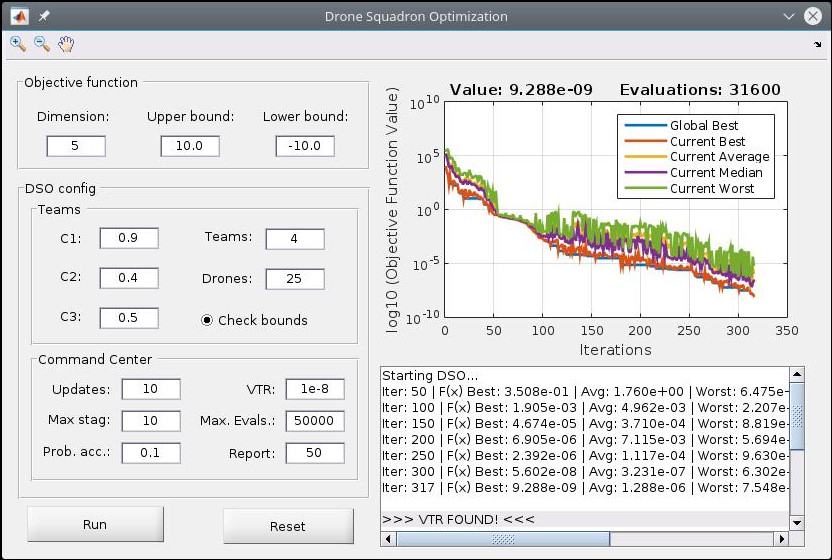 Drone Squadron Optimization
Objective function
Dimension: Upper bound: Lower bound:
5 10.0 -10.0
DSO config
Teams
C1: 0.9 Teams: 4
C2: 0.4 Drones: 25
C3: 0.5 Check bounds
Command Center
Updates: 10 VTR: 1e-8
Max stag: 10 Max. Evals.: 50000
Prob. acc.: 0.1 Report: 50
Run Reset
Value: 9.288e-09 Evaluations: 31600
log10 (Objective Function Value)
10^10
10^5
10^0
10^-5
10^-10
0 50 100 150 200 250 300 350
Iterations
Global Best
Current Best
Current Average
Current Median
Current Worst
Starting DSO...
Iter: 50 | F(x) Best: 3.508e-01 | Avg: 1.760e+00 | Worst: 6.475e-
Iter: 100 | F(x) Best: 1.905e-03 | Avg: 4.962e-03 | Worst: 2.207e-
Iter: 150 | F(x) Best: 4.674e-05 | Avg: 3.710e-04 | Worst: 8.819e-
Iter: 200 | F(x) Best: 6.905e-06 | Avg: 7.115e-03 | Worst: 5.694e-
Iter: 250 | F(x) Best: 2.392e-06 | Avg: 1.117e-04 | Worst: 9.630e-
Iter: 300 | F(x) Best: 5.602e-08 | Avg: 3.231e-07 | Worst: 6.302e-
Iter: 317 | F(x) Best: 9.288e-09 | Avg: 1.288e-06 | Worst: 7.548e-
>>> VTR FOUND! <<<